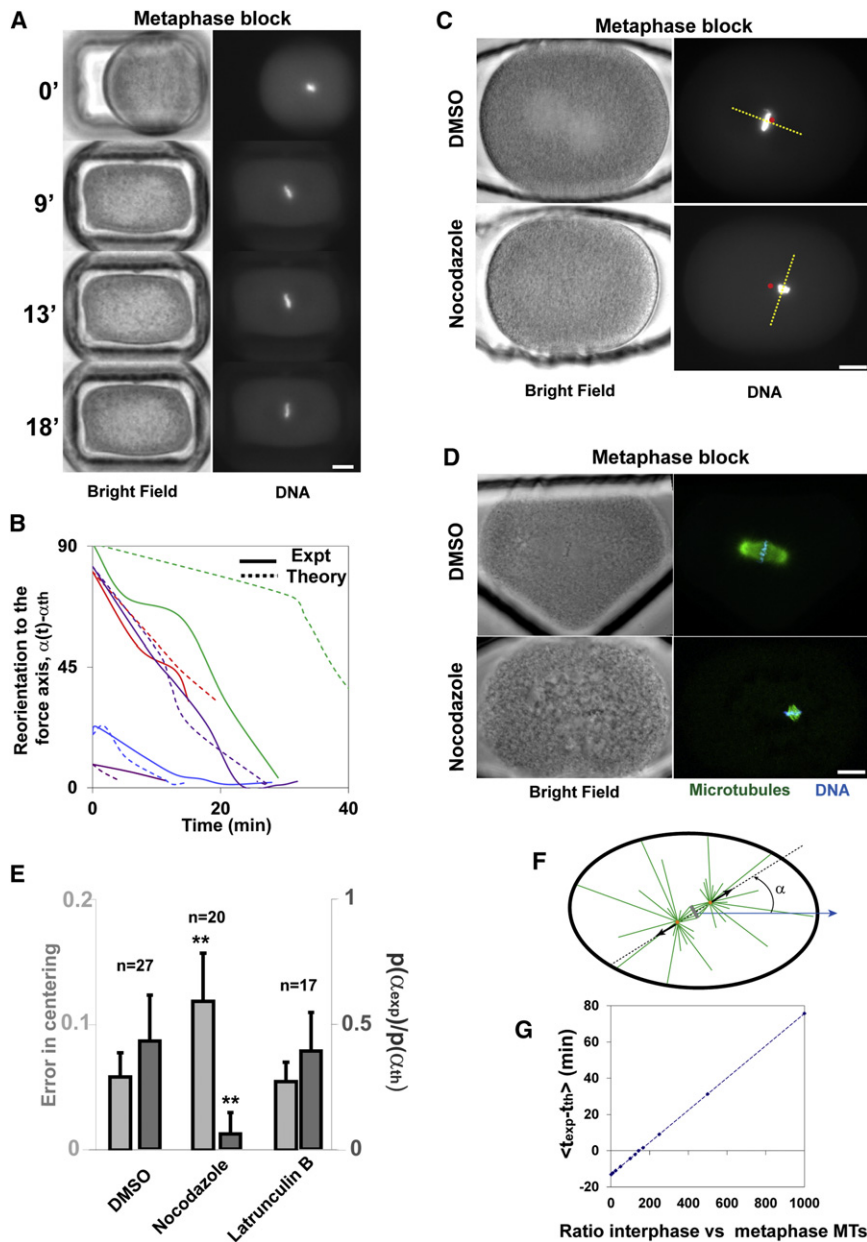 A
Metaphase block
0’
9’
13’
18’
Bright Field
DNA
B
Reorientation to the
force axis, α(t)-αth
90
45
0
Expt
Theory
0
20
40
Time (min)
C
Metaphase block
DMSO
Nocodazole
Bright Field
DNA
D
Metaphase block
DMSO
Nocodazole
Bright Field
Microtubules
DNA
E
Error in centering
0.2
0.1
0
n=27
n=20
**
**
n=17
1
0.5
0
p(αexp)/p(αth)
DMSO
Nocodazole
Latrunculin B
F
α
G
<texp-tth> (min)
80
60
40
20
0
-20
0
200
400
600
800
1000
Ratio interphase vs metaphase MTs